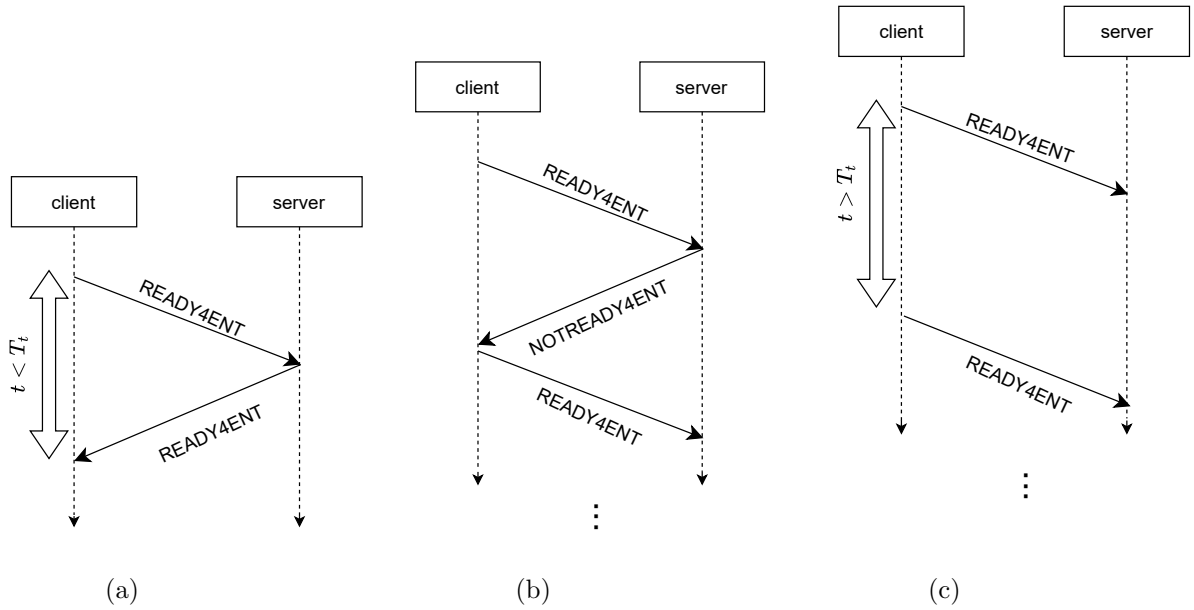 client
server
READY4ENT
READY4ENT
t < T_t
(a)
client
server
READY4ENT
NOTREADY4ENT
READY4ENT
⋮
(b)
client
server
READY4ENT
t > T_t
READY4ENT
⋮
(c)